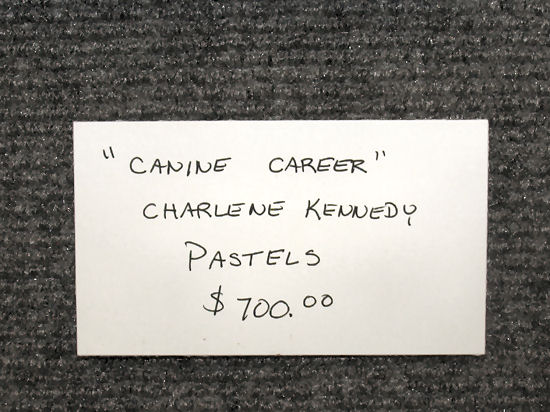 "CANINE CAREER"
CHARLENE KENNEDY
PASTELS
$700.00